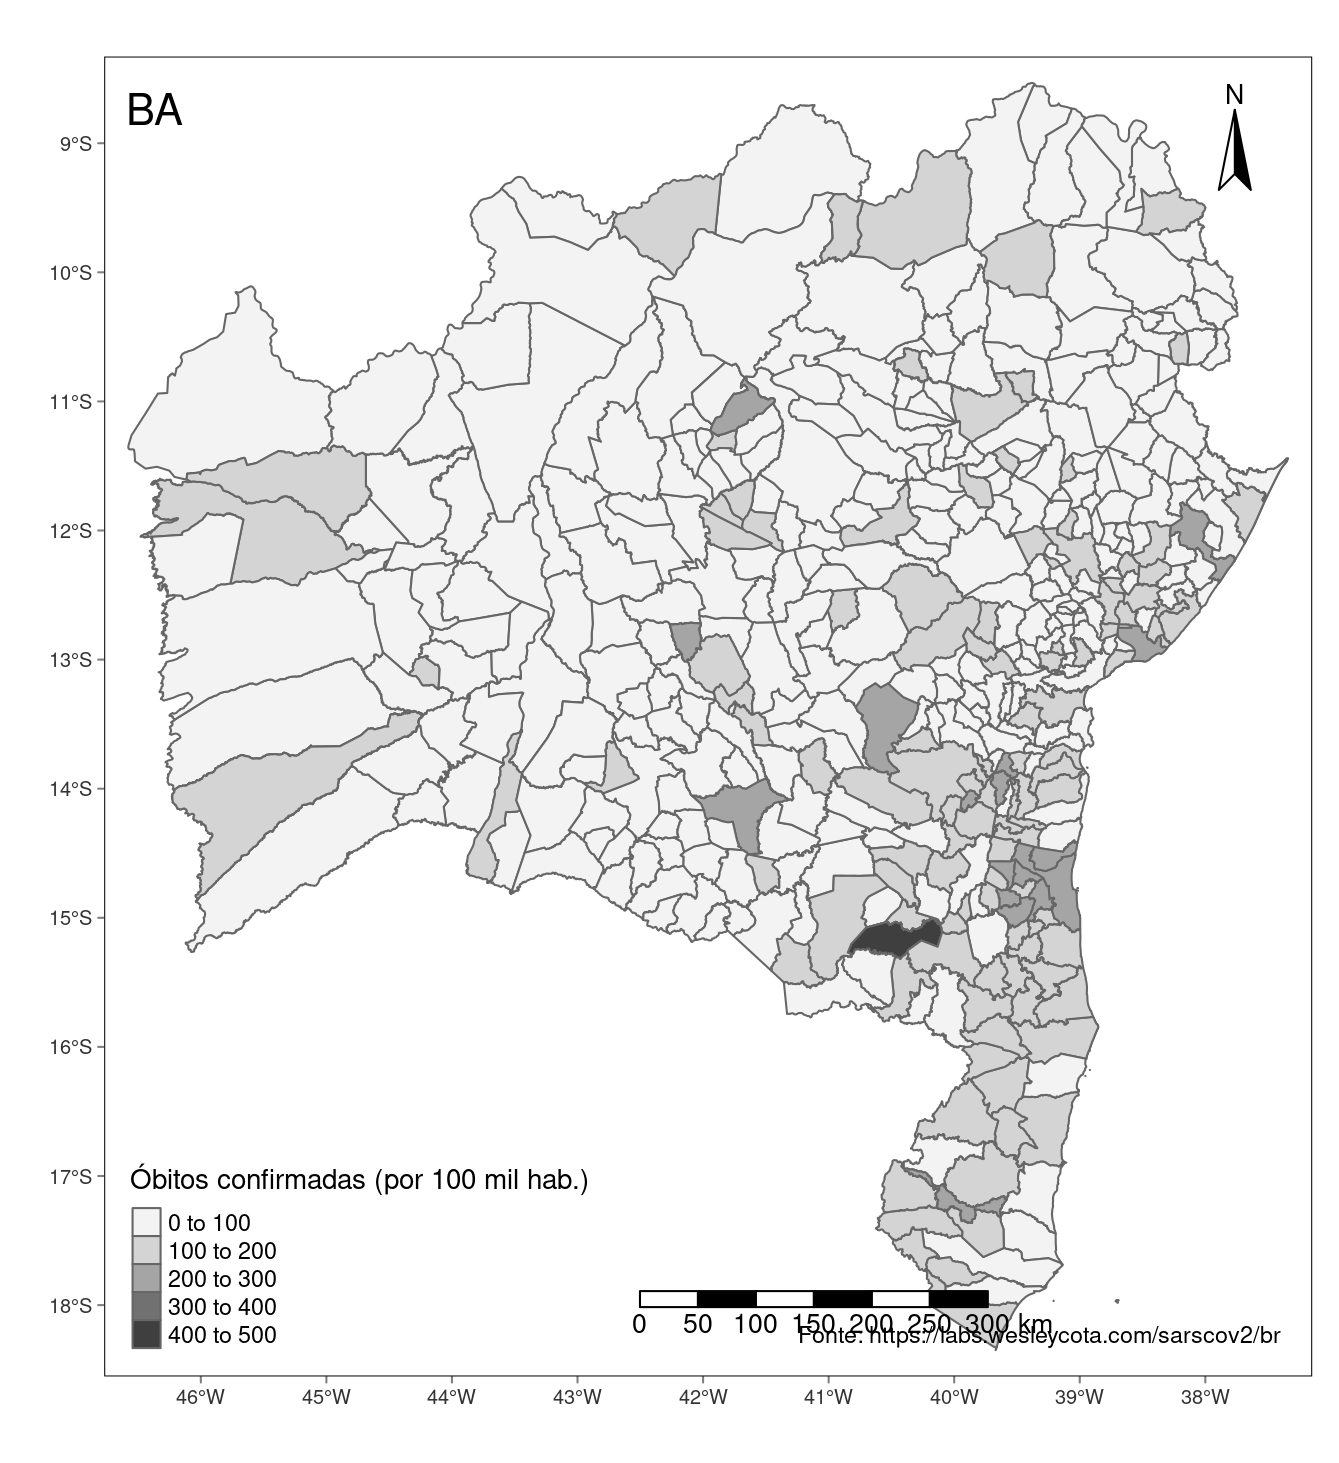 BA
N
9°S
10°S
11°S
12°S
13°S
14°S
15°S
16°S
17°S
18°S
Óbitos confirmadas (por 100 mil hab.)
0 to 100
100 to 200
200 to 300
300 to 400
400 to 500
0 50 100 150 200 250 300 km
Fonte: https://labs.wesleycota.com/sarscov2/br
46°W 45°W 44°W 43°W 42°W 41°W 40°W 39°W 38°W